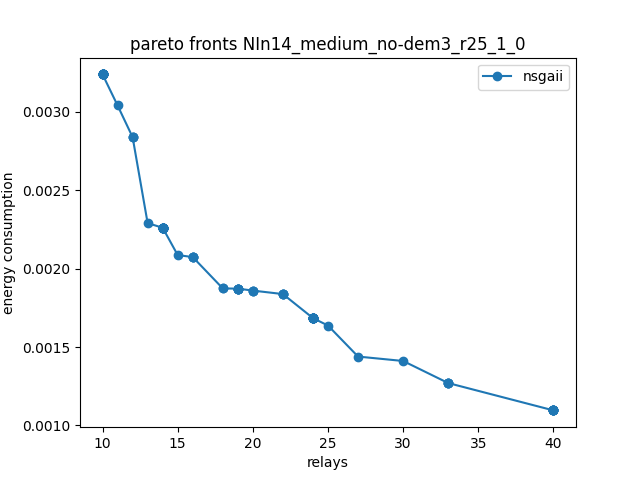 pareto fronts NIn14_medium_no-dem3_r25_1_0
nsgaii
energy consumption
0.0030
0.0025
0.0020
0.0015
0.0010
10 15 20 25 30 35 40
relays